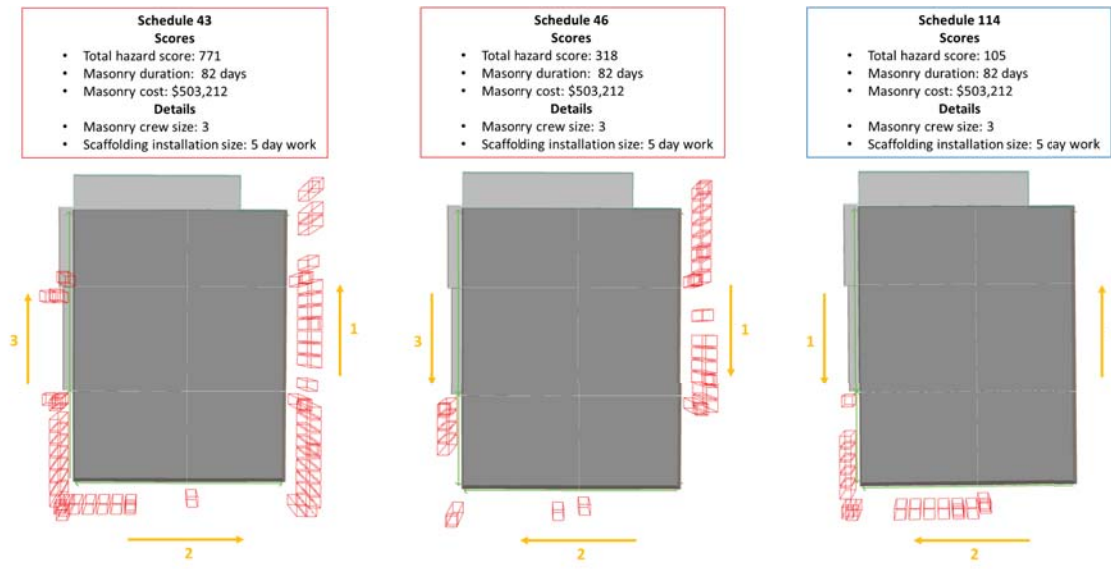 Schedule 43
Scores
• Total hazard score: 771
• Masonry duration: 82 days
• Masonry cost: $503,212
Details
• Masonry crew size: 3
• Scaffolding installation size: 5 day work
3
1
2
Schedule 46
Scores
• Total hazard score: 318
• Masonry duration: 82 days
• Masonry cost: $503,212
Details
• Masonry crew size: 3
• Scaffolding installation size: 5 day work
3
1
2
Schedule 114
Scores
• Total hazard score: 105
• Masonry duration: 82 days
• Masonry cost: $503,212
Details
• Masonry crew size: 3
• Scaffolding installation size: 5 cay work
1
2